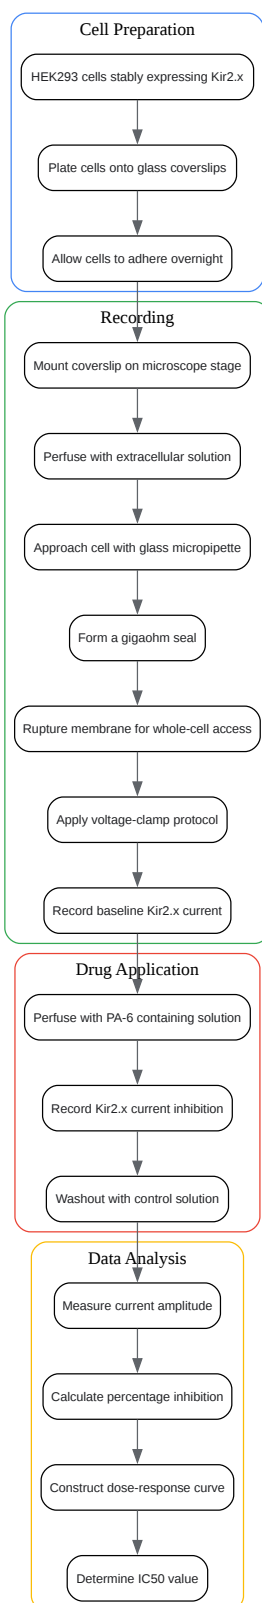 Cell Preparation
HEK293 cells stably expressing Kir2.x
Plate cells onto glass coverslips
Allow cells to adhere overnight
Recording
Mount coverslip on microscope stage
Perfuse with extracellular solution
Approach cell with glass micropipette
Form a gigaohm seal
Rupture membrane for whole-cell access
Apply voltage-clamp protocol
Record baseline Kir2.x current
Drug Application
Perfuse with PA-6 containing solution
Record Kir2.x current inhibition
Washout with control solution
Data Analysis
Measure current amplitude
Calculate percentage inhibition
Construct dose-response curve
Determine IC50 value